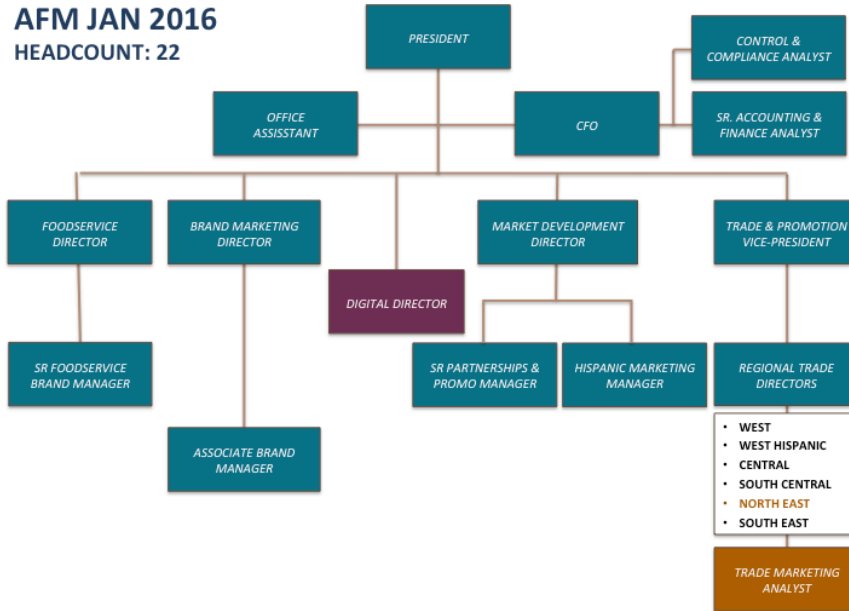 AFM JAN 2016
HEADCOUNT: 22
PRESIDENT
CONTROL &
COMPLIANCE ANALYST
OFFICE
ASSISSTANT
CFO
SR. ACCOUNTING &
FINANCE ANALYST
FOODSERVICE
DIRECTOR
BRAND MARKETING
DIRECTOR
MARKET DEVELOPMENT
DIRECTOR
TRADE & PROMOTION
VICE-PRESIDENT
DIGITAL DIRECTOR
SR FOODSERVICE
BRAND MANAGER
SR PARTNERSHIPS &
PROMO MANAGER
HISPANIC MARKETING
MANAGER
REGIONAL TRADE
DIRECTORS
ASSOCIATE BRAND
MANAGER
• WEST
• WEST HISPANIC
• CENTRAL
• SOUTH CENTRAL
• NORTH EAST
• SOUTH EAST
TRADE MARKETING
ANALYST